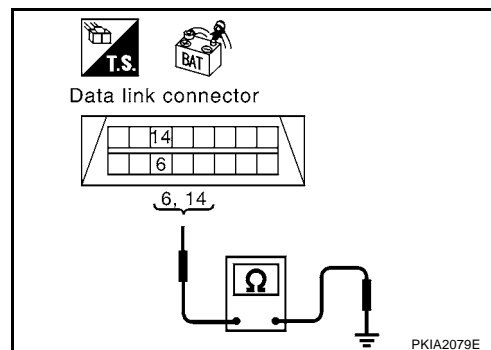 T.S.
BAT
Data link connector
14
6
6, 14
Ω
PKIA2079E